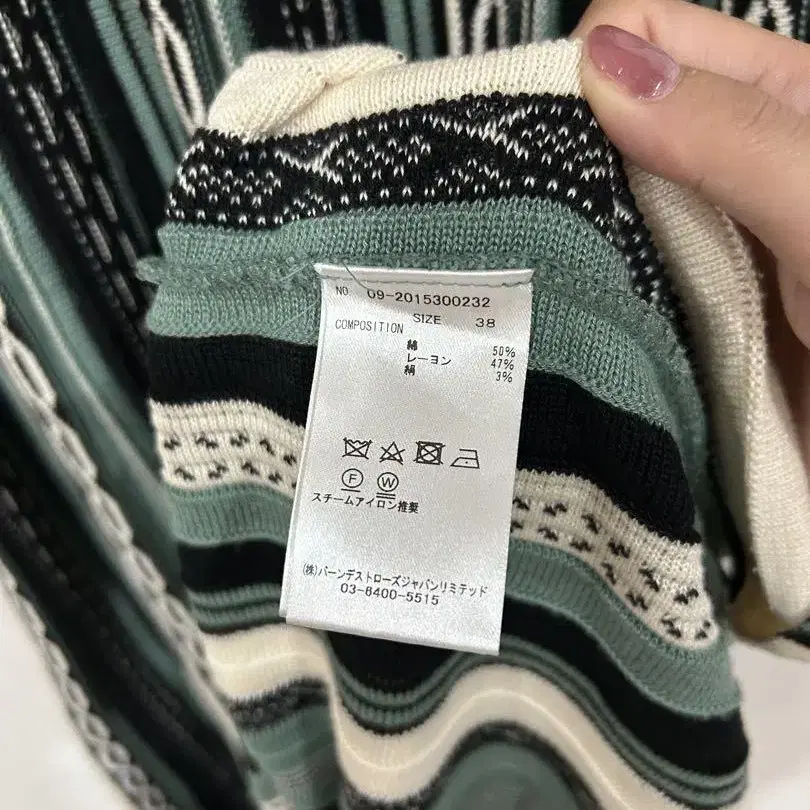 NO. 09-2015300232
SIZE 38
COMPOSITION
綿 50%
レーヨン 47%
絹 3%
F W
スチームアイロン推奨
(株)バーンデストローズジャパンリミテッド
03-6400-5515